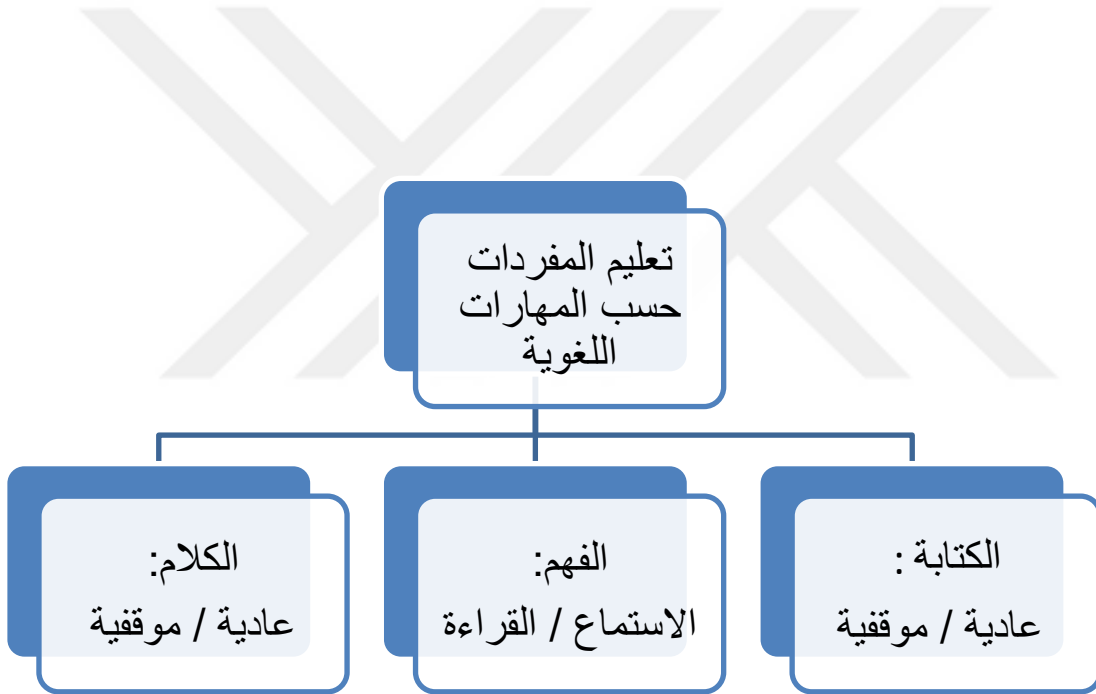 تعليم المفردات
حسب المهارات
اللغوية
الكتابة :
عادية / موقفية
الفهم:
الاستماع / القراءة
الكلام:
عادية / موقفية